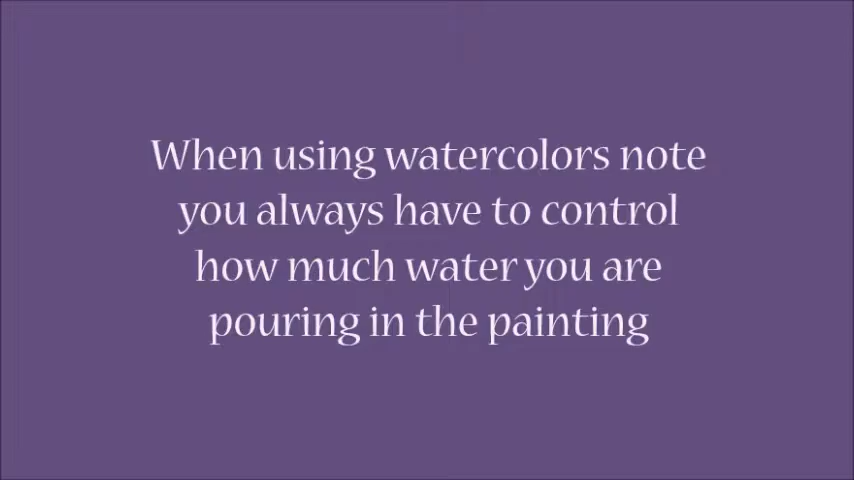 When using watercolors note
you always have to control
how much water you are
pouring in the painting